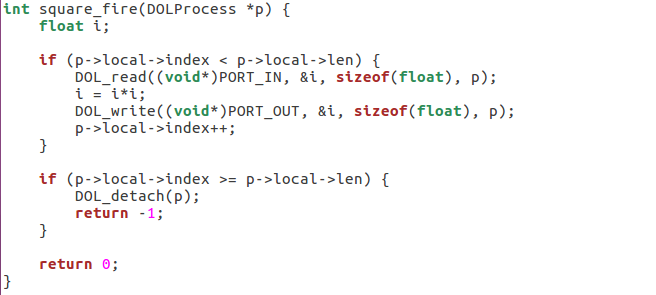 int square_fire(DOLProcess *p) {
    float i;

    if (p->local->index < p->local->len) {
        DOL_read((void*)PORT_IN, &i, sizeof(float), p);
        i = i*i;
        DOL_write((void*)PORT_OUT, &i, sizeof(float), p);
        p->local->index++;
    }

    if (p->local->index >= p->local->len) {
        DOL_detach(p);
        return -1;
    }

    return 0;
}